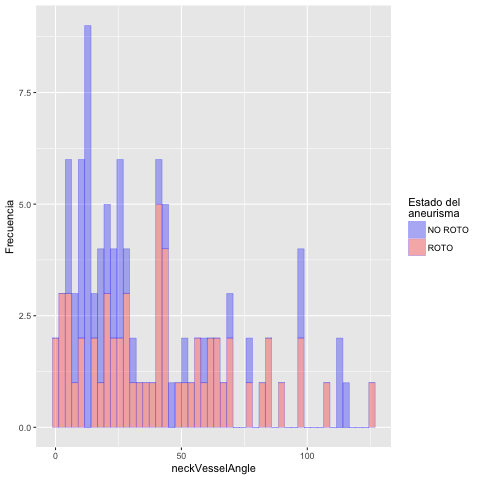 7.5
5.0
2.5
0.0
Frecuencia
0
50
100
neckVesselAngle
Estado del
aneurisma
NO ROTO
ROTO